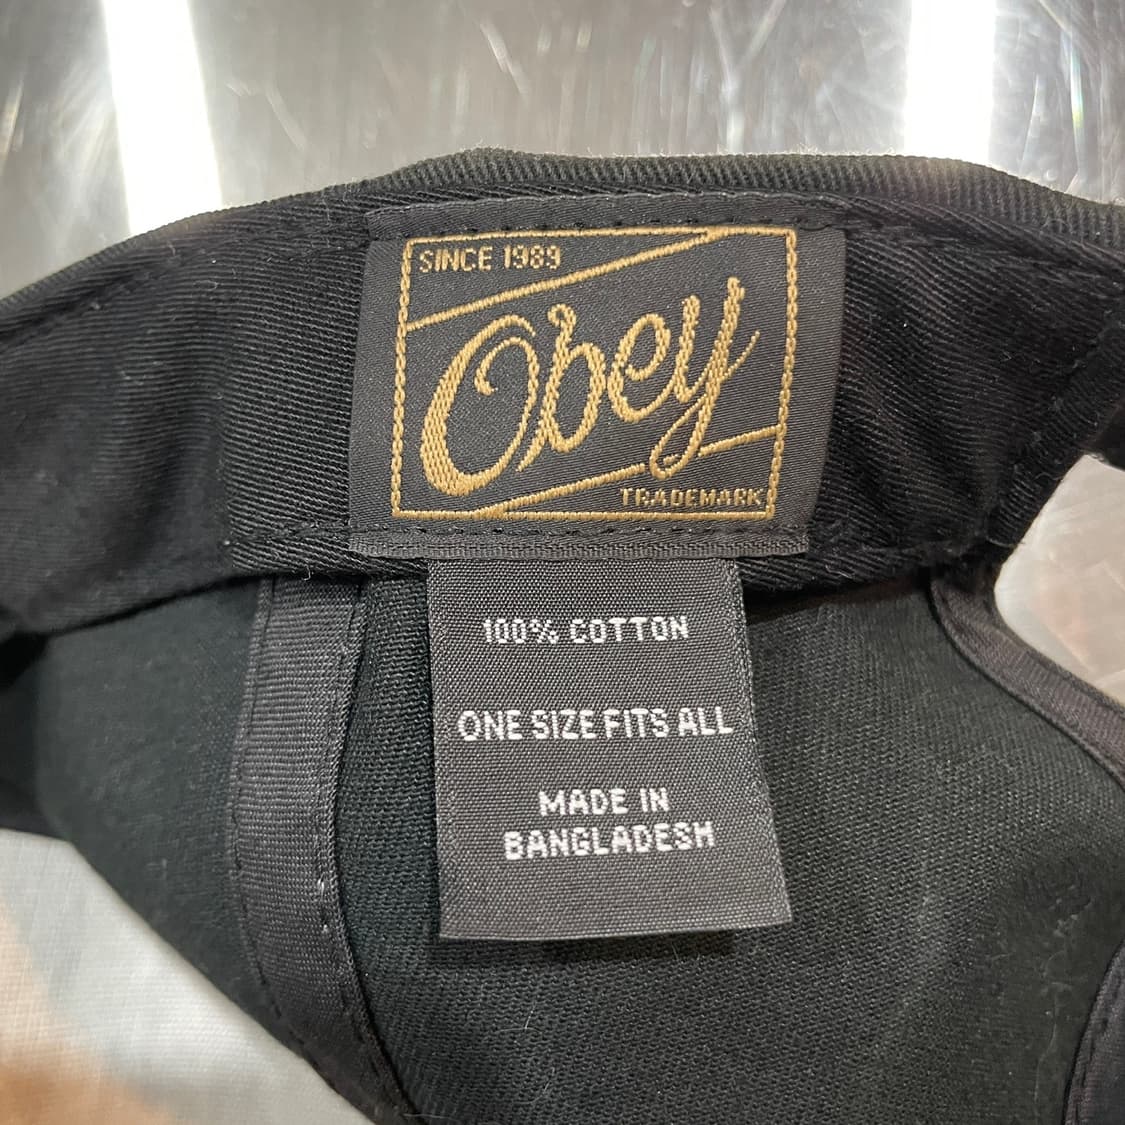 SINCE 1989
Obey
TRADEMARK
100% COTTON
ONE SIZE FITS ALL
MADE IN
BANGLADESH